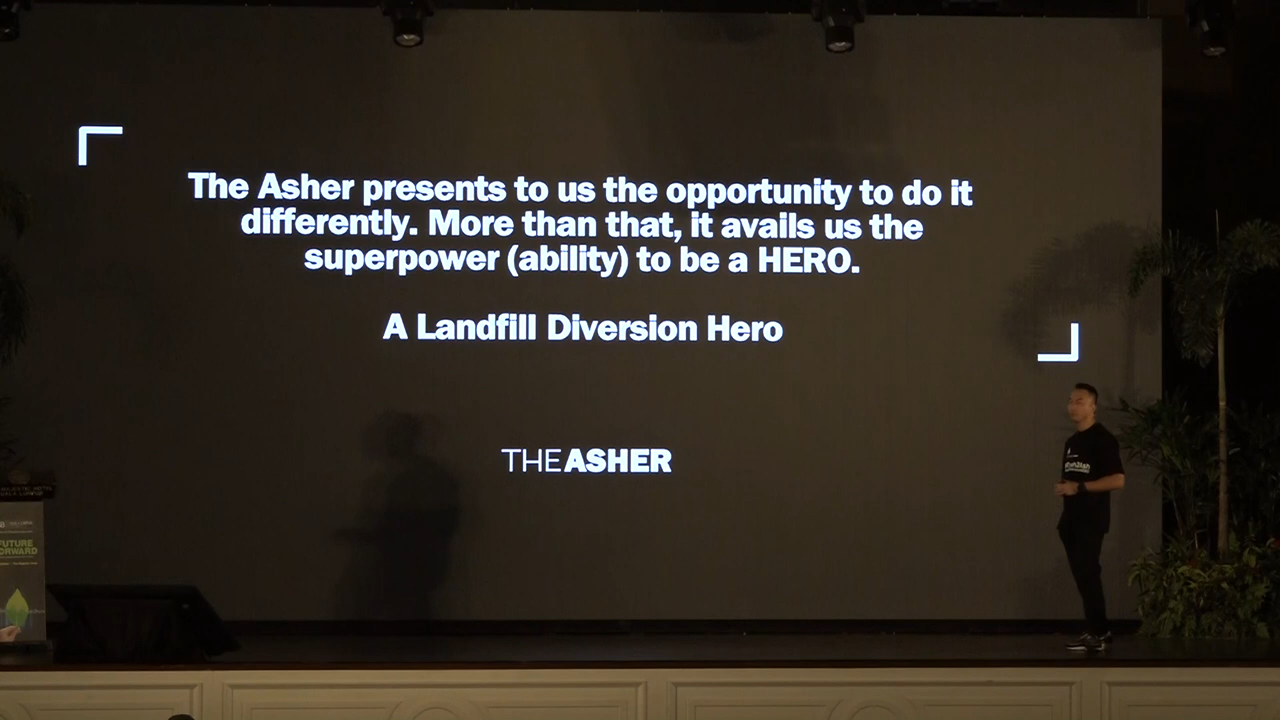 The Asher presents to us the opportunity to do it
differently. More than that, it avails us the
superpower (ability) to be a HERO.
A Landfill Diversion Hero
THEASHER
FUTURE
FORWARD